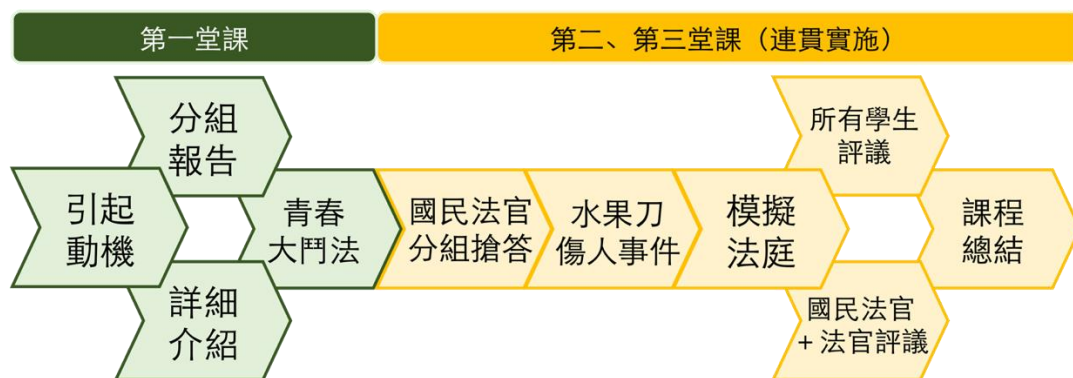 第一堂課
第二、第三堂課（連貫實施）
引起
動機
分組
報告
詳細
介紹
青春
大鬥法
國民法官
分組搶答
水果刀
傷人事件
模擬
法庭
所有學生
評議
國民法官
+法官評議
課程
總結